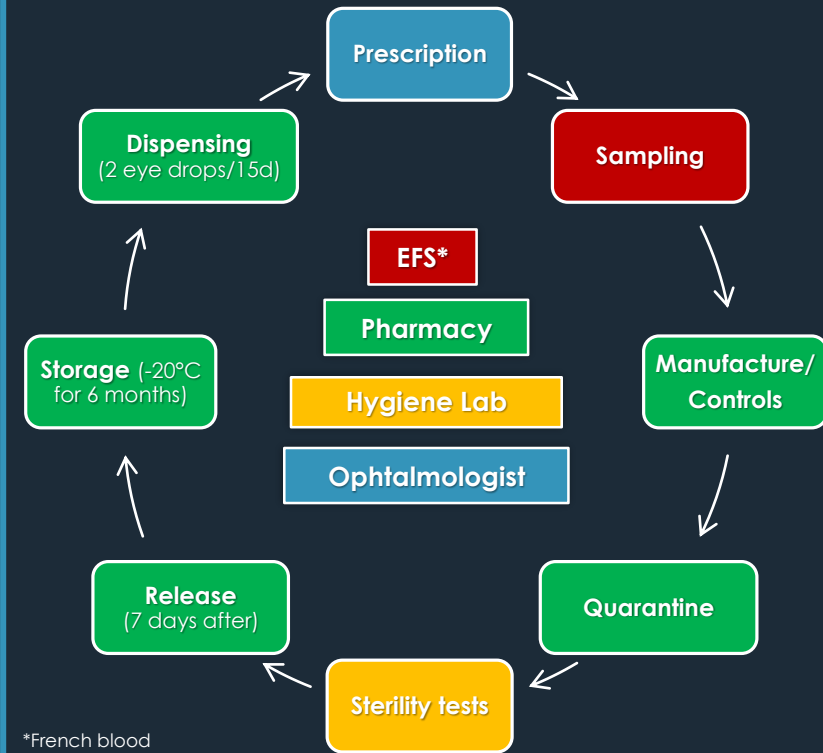 Prescription
Dispensing
(2 eye drops/15d)
Sampling
EFS*
Pharmacy
Storage (-20°C
for 6 months)
Manufacture/
Controls
Hygiene Lab
Ophtalmologist
Release
(7 days after)
Quarantine
Sterility tests
*French blood